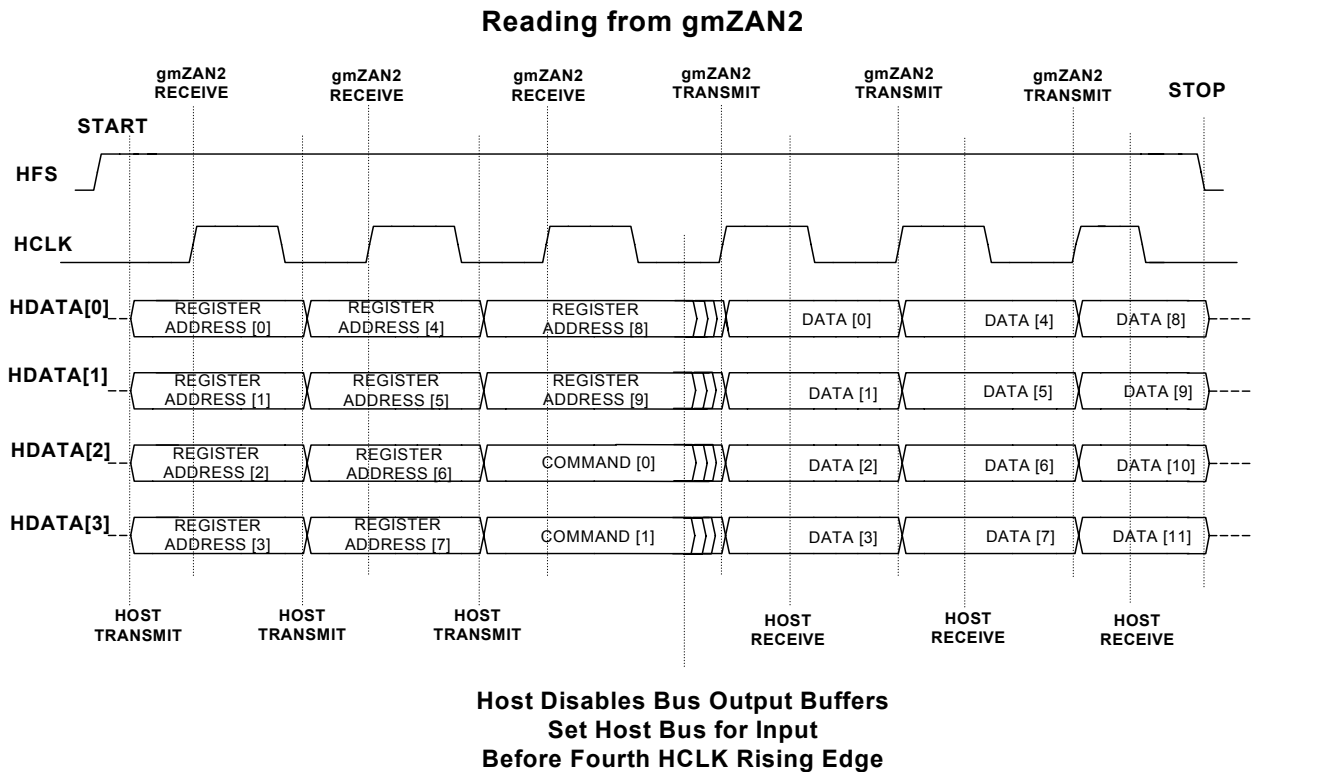 Reading from gmZAN2
gmZAN2
RECEIVE
gmZAN2
RECEIVE
gmZAN2
RECEIVE
gmZAN2
TRANSMIT
gmZAN2
TRANSMIT
gmZAN2
TRANSMIT
STOP
START
HFS
HCLK
HDATA[0]
REGISTER
ADDRESS [0]
REGISTER
ADDRESS [4]
REGISTER
ADDRESS [8]
DATA [0]
DATA [4]
DATA [8]
HDATA[1]
REGISTER
ADDRESS [1]
REGISTER
ADDRESS [5]
REGISTER
ADDRESS [9]
DATA [1]
DATA [5]
DATA [9]
HDATA[2]
REGISTER
ADDRESS [2]
REGISTER
ADDRESS [6]
COMMAND [0]
DATA [2]
DATA [6]
DATA [10]
HDATA[3]
REGISTER
ADDRESS [3]
REGISTER
ADDRESS [7]
COMMAND [1]
DATA [3]
DATA [7]
DATA [11]
HOST
TRANSMIT
HOST
TRANSMIT
HOST
TRANSMIT
HOST
RECEIVE
HOST
RECEIVE
HOST
RECEIVE
Host Disables Bus Output Buffers
Set Host Bus for Input
Before Fourth HCLK Rising Edge